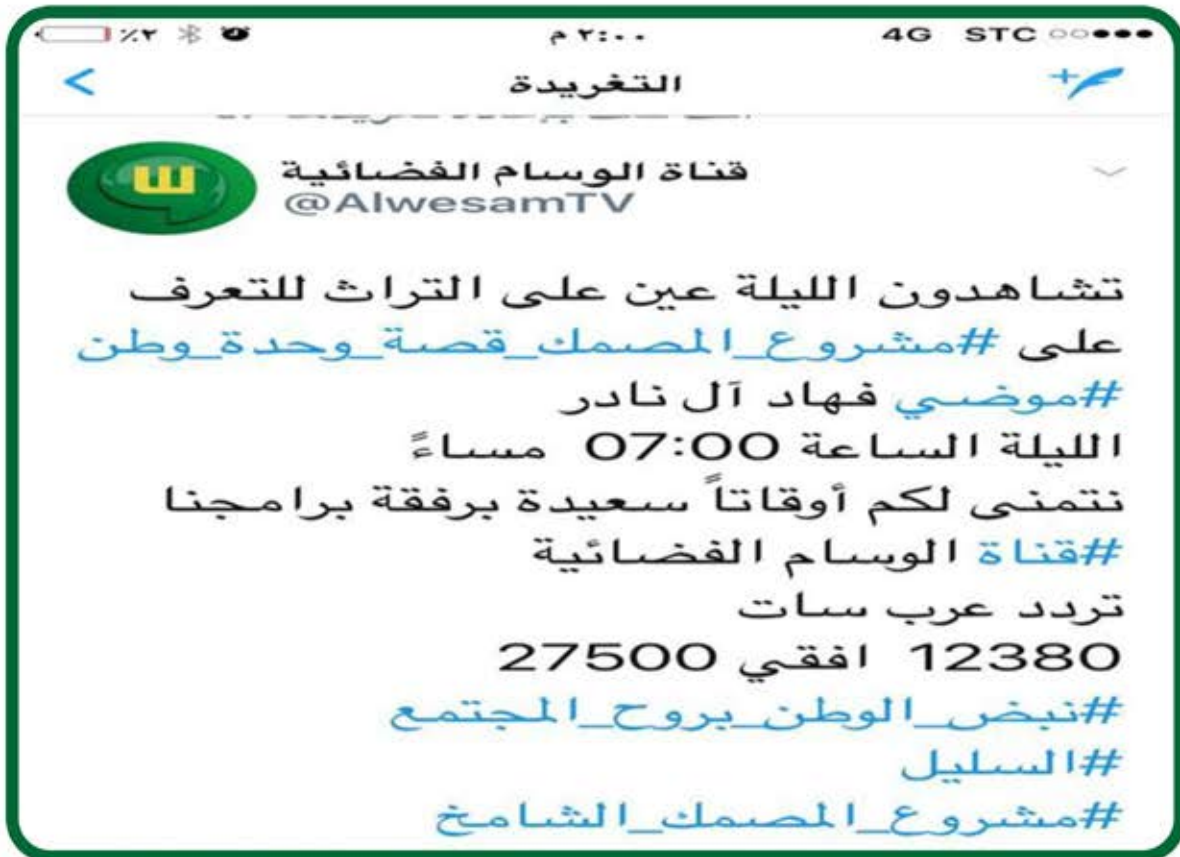 4G STC
٢:٠٠ م
٪٢
التغريدة
قناة الوسام الفضائية
@AlwesamTV
تشاهدون الليلة عين على التراث للتعرف
على #مشروع_المصمك_قصة_وحدة_وطن
#موضي فهاد آل نادر
الليلة الساعة 07:00 مساءً
نتمنى لكم أوقاتاً سعيدة برفقة برامجنا
#قناة الوسام الفضائية
تردد عرب سات
12380 افقي 27500
#نبض_الوطن_بروح_المجتمع
#السليل
#مشروع_المصمك_الشامخ